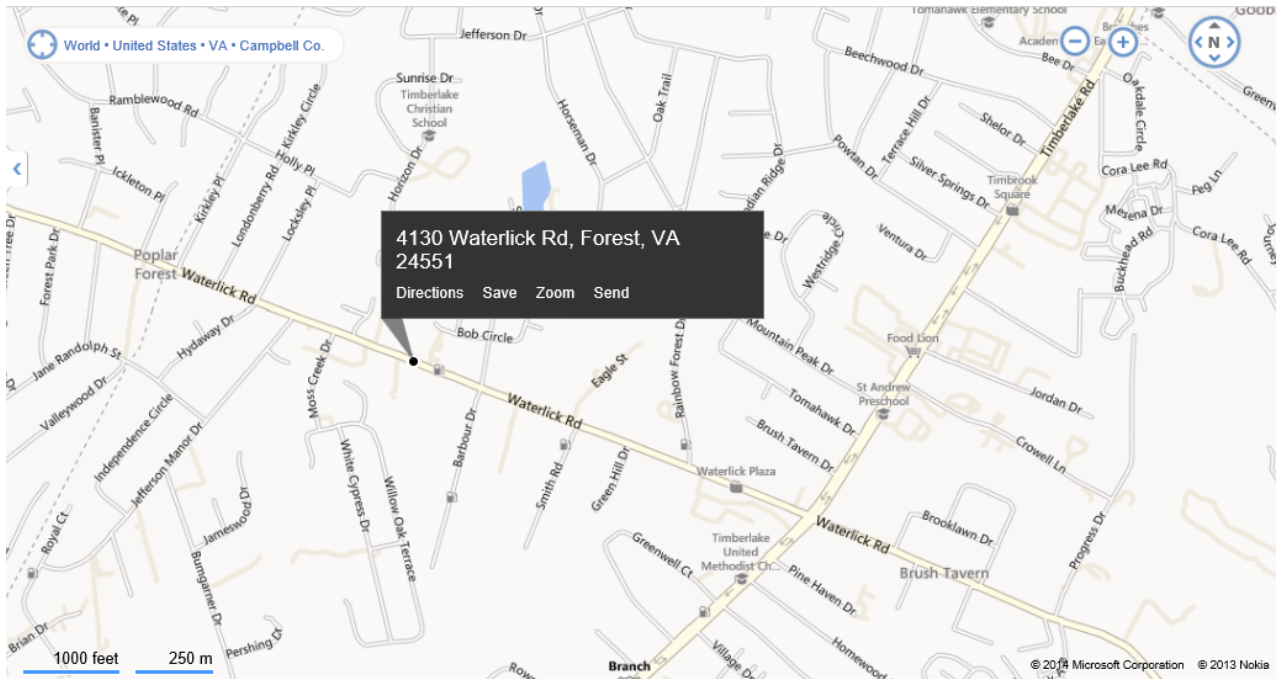 World • United States • VA • Campbell Co.
4130 Waterlick Rd, Forest, VA
24551
Directions Save Zoom Send
N
Jefferson Dr
Tomahawk Elementary School
Beechwood Dr
Bee Dr
Oakdale Circle
Sunrise Dr
Timberlake
Christian
School
Ramblewood Rd
Banister Pl
Kirkley Circle
Holly Pl
Ickleton Pl
Kirkley Pl
Londonberry Rd
Locksley Pl
Horizon Dr
Horseman Dr
Oak Trail
Terrace Hill Dr
Powtan Dr
Shelor Dr
Timberlake Rd
Silver Springs Dr
Timbrook
Square
Cora Lee Rd
Peg Ln
Mesena Dr
Cora Lee Rd
Buckhead Rd
Ventura Dr
Westridge Circle
Forest Park Dr
Poplar
Forest
Waterlick Rd
Hydaway Dr
Jane Randolph St
Valleywood Dr
Independence Circle
Jefferson Manor Dr
Moss Creek Dr
Bob Circle
Eagle St
Rainbow Forest D
Mountain Peak Dr
Food Lion
St Andrew
Preschool
Jordan Dr
Tomahawk Dr
Brush Tavern Dr
Crowell Ln
Waterlick Rd
Barbour Dr
White Cypress Dr
Willow Oak Terrace
Smith Rd
Green Hill Dr
Waterlick Plaza
Waterlick Rd
Brooklawn Dr
Progress Dr
Brush Tavern
Royal Ct
Jameswood Dr
Bumgarner Dr
Greenwell Ct
Timberlake
United
Methodist Ch...
Pine Haven Dr
Brian Dr
Pershing Dr
Village Dr
Branch
1000 feet 250 m
© 2014 Microsoft Corporation © 2013 Nokia